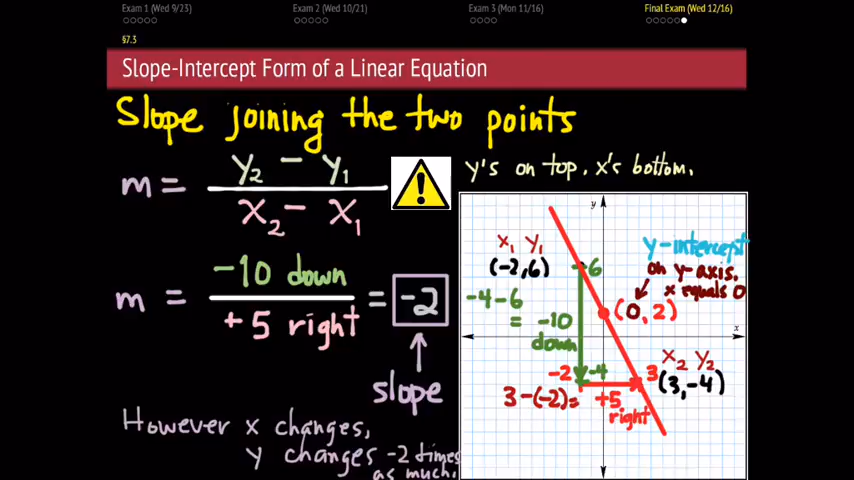 Exam 1 (Wed 9/23)
Exam 2 (Wed 10/21)
Exam 3 (Mon 11/16)
Final Exam (Wed 12/16)
§7.3
Slope-Intercept Form of a Linear Equation
Slope joining the two points
m = y₂ − y₁
x₂ − x₁
!
y's on top. x's bottom.
m = −10 down
+5 right
= −2
slope
However x changes,
y changes −2 times
as much.
y
x₁ y₁
(−2,6)
6
y-intercept
on y-axis.
x equals 0
(0, 2)
−4−6
= −10
down
x
−2
−4
3
x₂ y₂
(3,−4)
3−(−2)=
+5
right